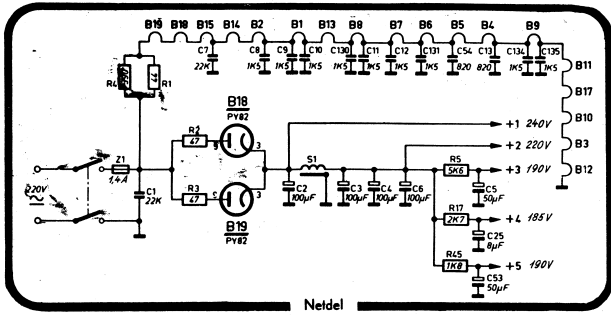 B19 B18 B15 B14 B2 B1 B13 B8 B7 B6 B5 B4 B9
C7 22K
C8 1K5
C9 1K5
C10 1K5
C130 1K5
C11 1K5
C12 1K5
C131 1K5
C54 820
C13 820
C134 1K5
C135 1K5
B11
B17
B10
B3
B12
R4
R1
B18
PY82
R2
47
3
R3
47
3
B19
PY82
Z1
1,4A
220V
C1
22K
S1
C2
100µF
C3
100µF
C4
100µF
C6
100µF
+1 240V
+2 220V
R5
5K6
+3 190V
C5
50µF
R17
2K7
+4 185V
C25
8µF
R45
1K8
+5 190V
C53
50µF
Netdel